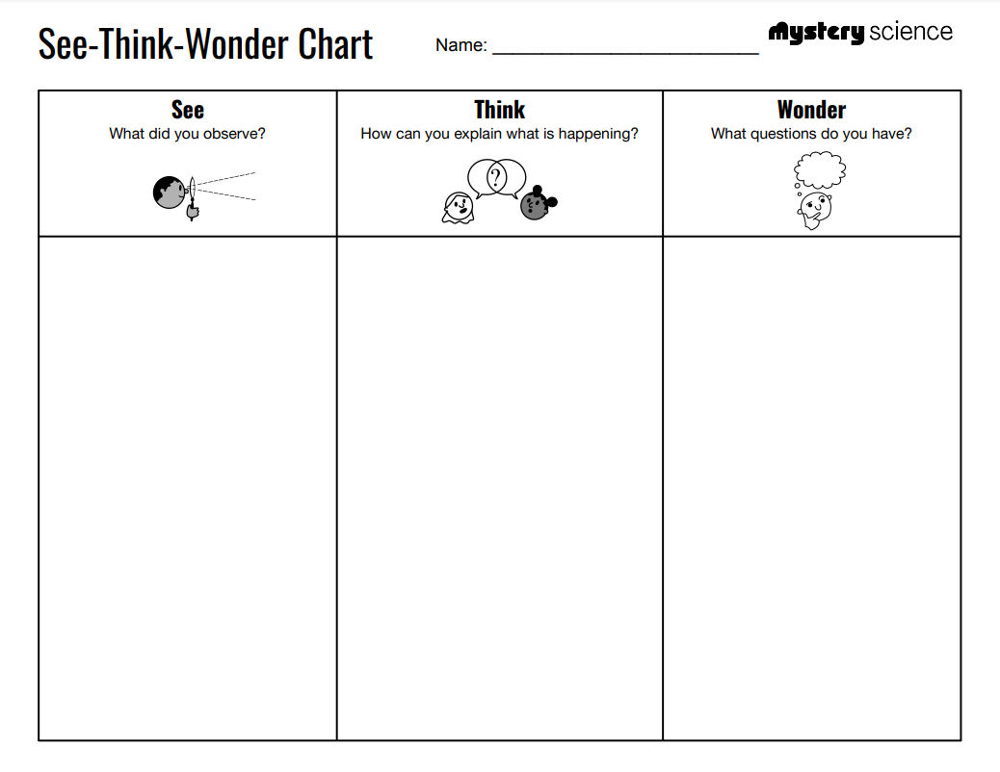 See-Think-Wonder Chart
Name: ____________________________
Mystery science
See
What did you observe?
Think
How can you explain what is happening?
?
Wonder
What questions do you have?